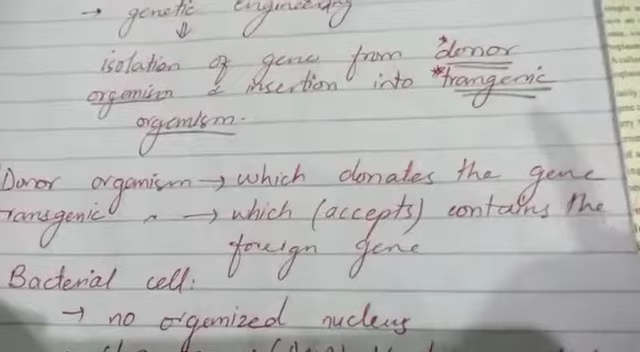 → genetic engineering
⇓
isolation of gene from *donor
organism & insertion into *trangenic
organism.
Donor organism → which donates the gene
Transgenic " → which (accepts) contains the
foreign gene
Bacterial cell:
→ no organized nucleus